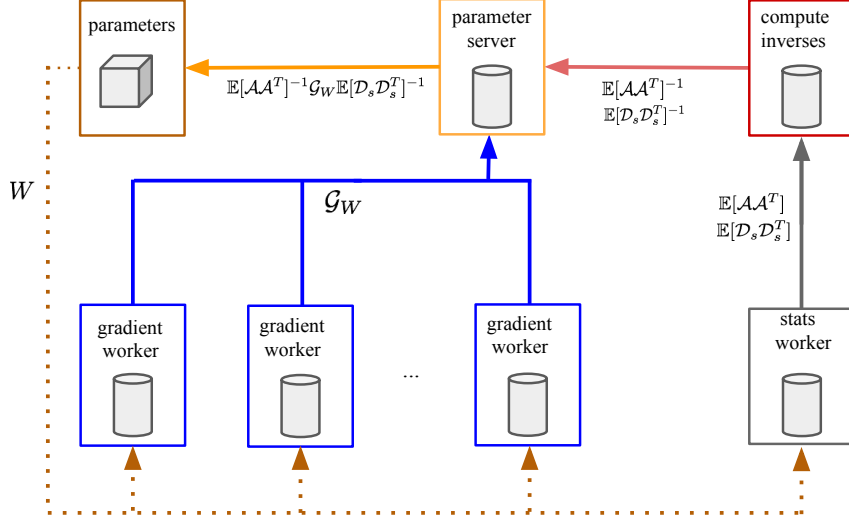 parameters
parameter
server
compute
inverses
𝔼[𝒜𝒜^T]^{-1}𝒢_W𝔼[𝒟_s𝒟_s^T]^{-1}
𝔼[𝒜𝒜^T]^{-1}
𝔼[𝒟_s𝒟_s^T]^{-1}
W
𝒢_W
𝔼[𝒜𝒜^T]
𝔼[𝒟_s𝒟_s^T]
gradient
worker
gradient
worker
...
gradient
worker
stats
worker